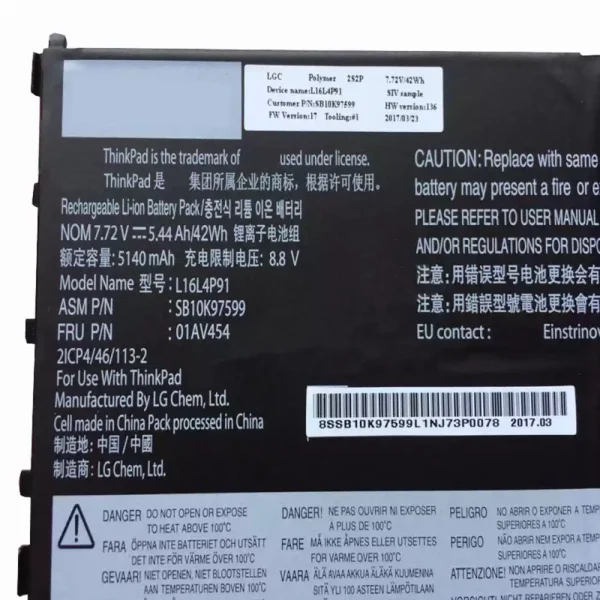 LGC Polymer 2S2P 7.72V/42Wh
Device name:L16L4P91 SIV sample
Customer P/N:SB10K97599 HW version:136
FW Version:17 Tooling:#1 2017/03/23
ThinkPad is the trademark of used under license.
ThinkPad 是 集团所属企业的商标，根据许可使用.
Rechargeable Li-ion Battery Pack/충전식 리튬 이온 배터리
NOM 7.72 V⎓5.44 Ah/42Wh 锂离子电池组
额定容量: 5140 mAh 充电限制电压: 8.8 V
Model Name 型号: L16L4P91
ASM P/N : SB10K97599
FRU P/N : 01AV454
2ICP4/46/113-2
For Use With ThinkPad
Manufactured By LG Chem, Ltd.
Cell made in China Pack processed in China
制造地: 中国/中國
制造商: LG Chem, Ltd.
CAUTION: Replace with same
battery may present a fire or e
PLEASE REFER TO USER MANUAL
AND/OR REGULATIONS FOR DISPO
注意: 用错误型号电池更换会有
注意: 用錯誤型號電池更換會有
EU contact : Einstrinov
8SSB10K97599L1NJ73P0078 2017.03
DANGER DO NOT OPEN OR EXPOSE
TO HEAT ABOVE 100°C
FARA ÖPPNA INTE BATTERIET OCH UTSÄTT
DET INTE FÖR VÄRME ÖVER 100°C
GEVAAR! NIET OPENEN, NIET BLOOTSTELLEN
AAN TEMPERATUREN BOVEN 100°C
DANGER! NE PAS OUVRIR NI EXPOSER
A PLUS DE 100°C
FARE MÅ IKKE ÅPNES ELLER UTSETTES
FOR VARME OVER 100°C
VAARA ÄLÄ AVAA AKKUA ÄLÄKÄ KUUMENNA
SITÄ YLI 100 CELSIUSASTEEN LÄMPÖTILAAN
PELIGRO NO ABRIR O EXPONER A TEMP
SUPERIORES A 100°C
PERIGO NÃO ABRIR NEM EXPOR A TEMP
SUPERIORES A 100°C
ATTENZIONE! NON APRIRE O RISCALDAR
TEMPERATURA SUPERIOR